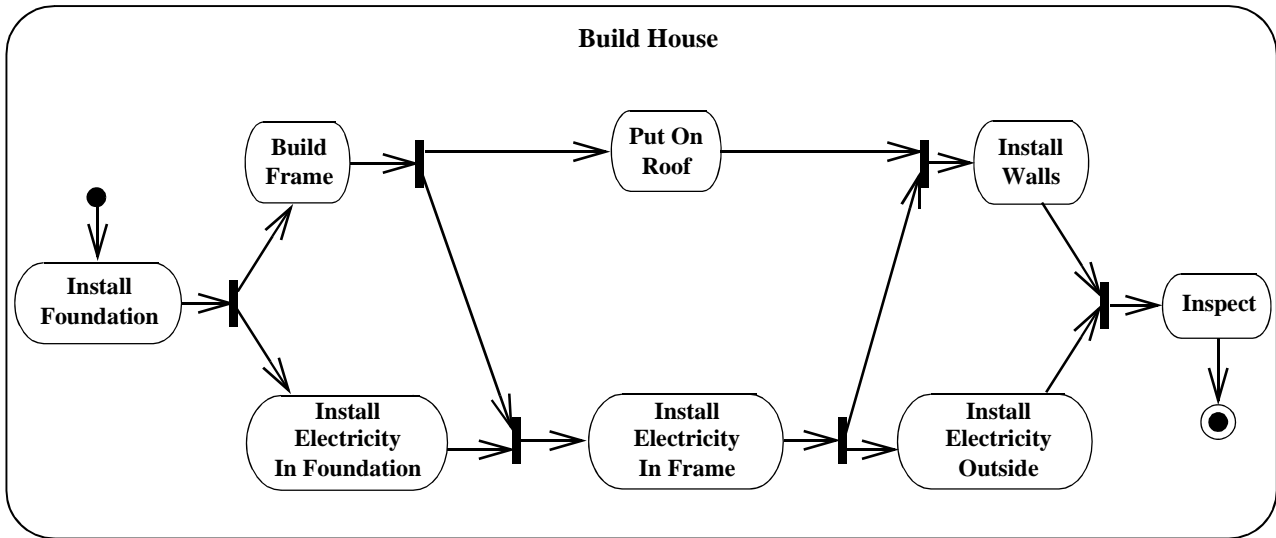 Build House
Build
Frame
Put On
Roof
Install
Walls
Install
Foundation
Inspect
Install
Electricity
In Foundation
Install
Electricity
In Frame
Install
Electricity
Outside